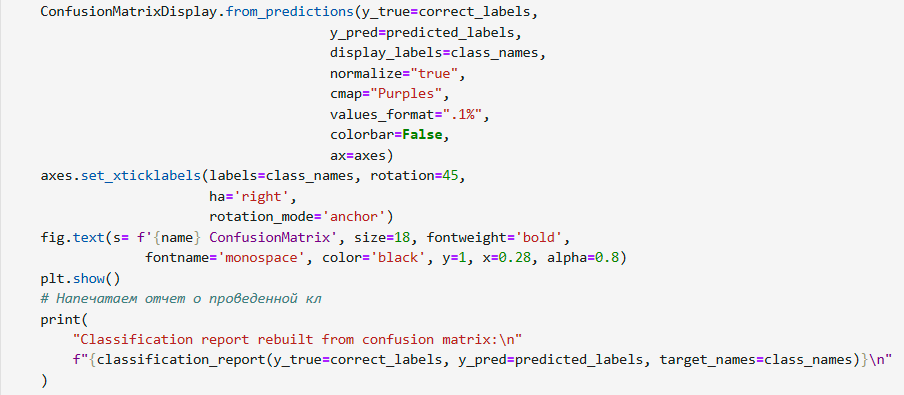 ConfusionMatrixDisplay.from_predictions(y_true=correct_labels,
y_pred=predicted_labels,
display_labels=class_names,
normalize="true",
cmap="Purples",
values_format=".1%",
colorbar=False,
ax=axes)
axes.set_xticklabels(labels=class_names, rotation=45,
ha='right',
rotation_mode='anchor')
fig.text(s= f'{name} ConfusionMatrix', size=18, fontweight='bold',
fontname='monospace', color='black', y=1, x=0.28, alpha=0.8)
plt.show()
# Напечатаем отчет о проведенной кл
print(
"Classification report rebuilt from confusion matrix:\n"
f"{classification_report(y_true=correct_labels, y_pred=predicted_labels, target_names=class_names)}\n"
)